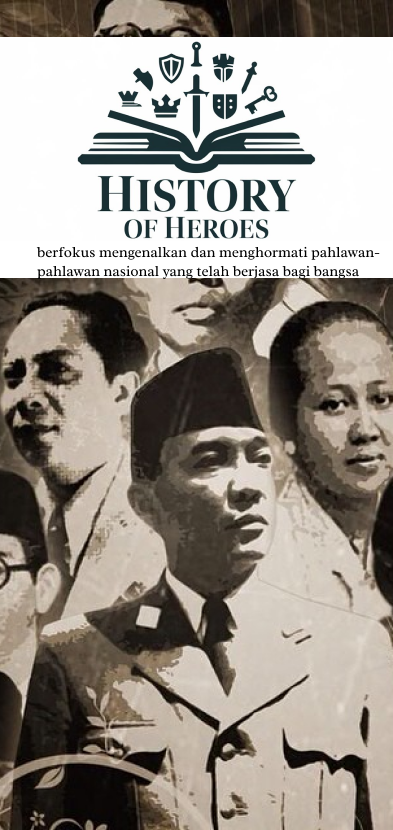 HISTORY
OF HEROES
berfokus mengenalkan dan menghormati pahlawan-
pahlawan nasional yang telah berjasa bagi bangsa